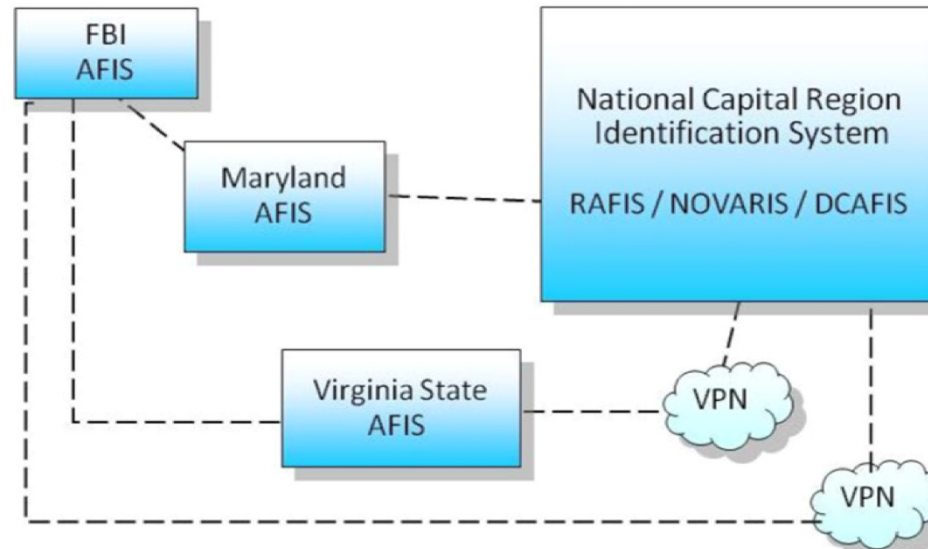 FBI
AFIS
National Capital Region
Identification System
RAFIS / NOVARIS / DCAFIS
Maryland
AFIS
Virginia State
AFIS
VPN
VPN